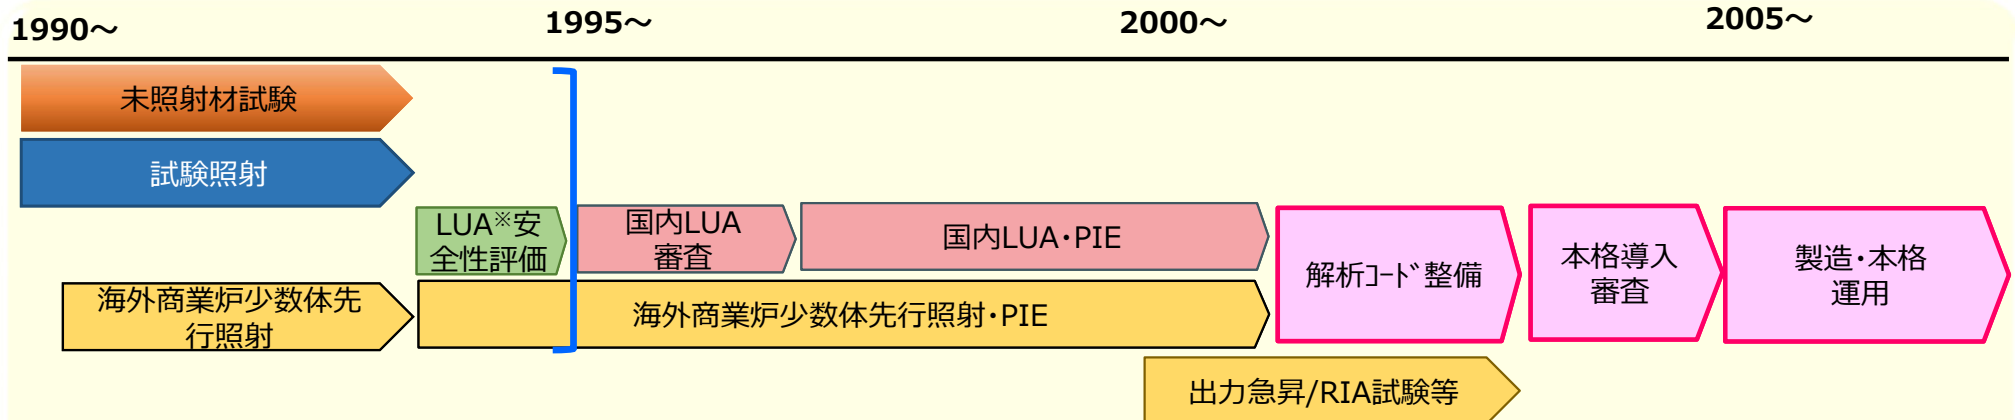 1990～
1995～
2000～
2005～
未照射材試験
試験照射
LUA※安
全性評価
国内LUA
審査
国内LUA・PIE
解析ｺｰﾄﾞ整備
本格導入
審査
製造・本格
運用
海外商業炉少数体先
行照射
海外商業炉少数体先行照射・PIE
出力急昇/RIA試験等